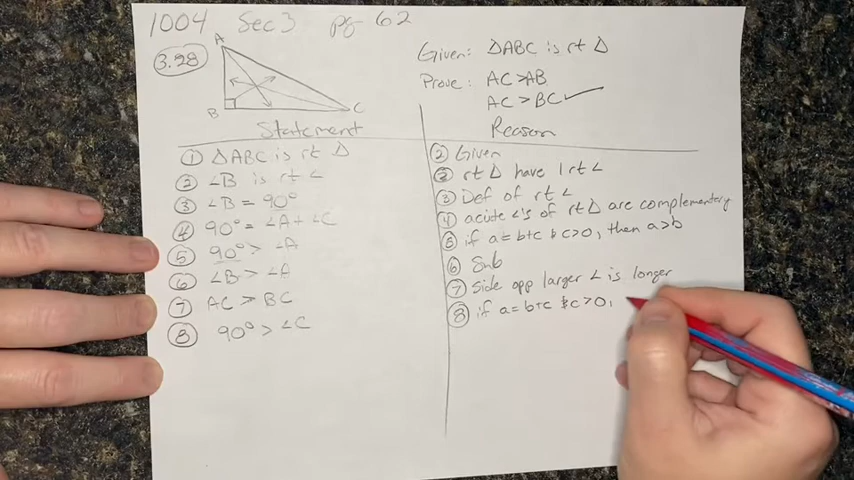 1004 Sec 3 pg 62
3.28
A
B
C
Given: △ABC is rt △
Prove: AC > AB
AC > BC ✓
Statement
Reason
① △ABC is rt △
② ∠B is rt ∠
③ ∠B = 90°
④ 90° = ∠A + ∠C
⑤ 90° > ∠A
⑥ ∠B > ∠A
⑦ AC > BC
⑧ 90° > ∠C
② Given
② rt △ have 1 rt ∠
③ Def of rt ∠
④ acute ∠'s of rt △ are complementary
⑤ if a = b+c & c>0, then a>b
⑥ Sub
⑦ Side opp larger ∠ is longer
⑧ if a = b+c & c>0,